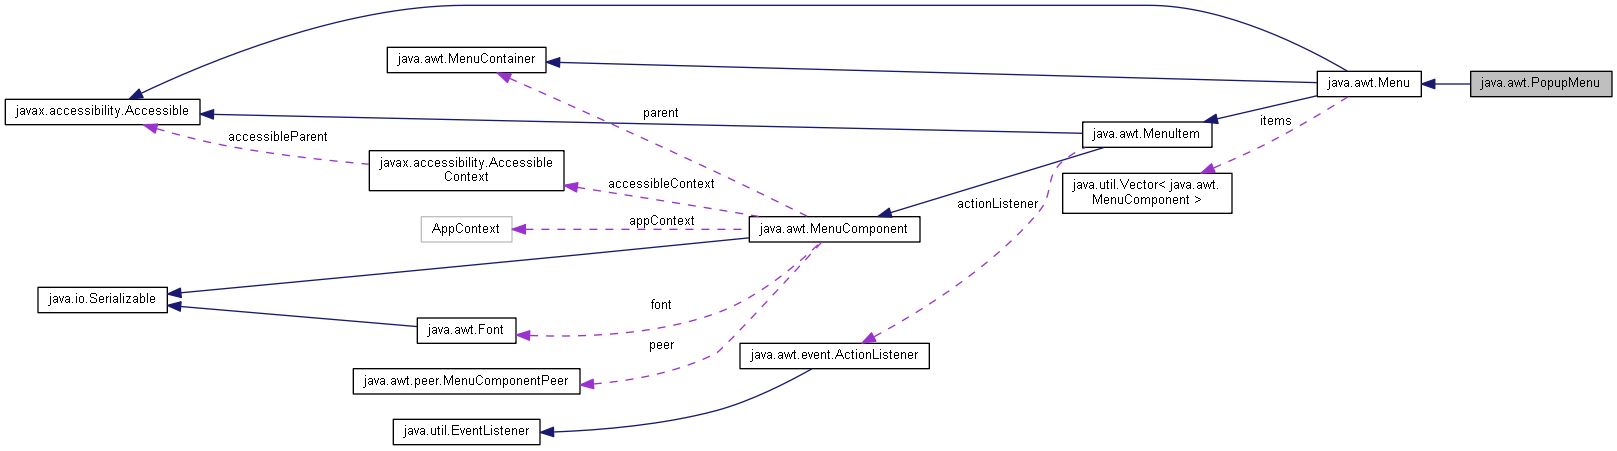 java.awt.MenuContainer
java.awt.Menu
java.awt.PopupMenu
javax.accessibility.Accessible
parent
items
accessibleParent
java.awt.MenuItem
javax.accessibility.Accessible
Context
accessibleContext
java.util.Vector< java.awt.
MenuComponent >
actionListener
appContext
AppContext
java.awt.MenuComponent
java.io.Serializable
font
java.awt.Font
peer
java.awt.event.ActionListener
java.awt.peer.MenuComponentPeer
java.util.EventListener